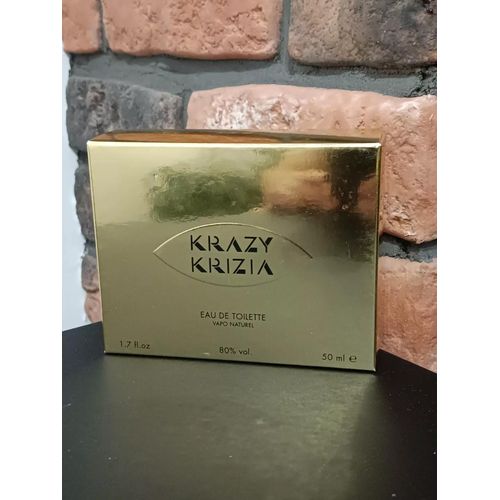 KRAZY
KRIZIA
EAU DE TOILETTE
VAPO NATUREL
1.7 fl.oz 80% vol. 50 ml ℮